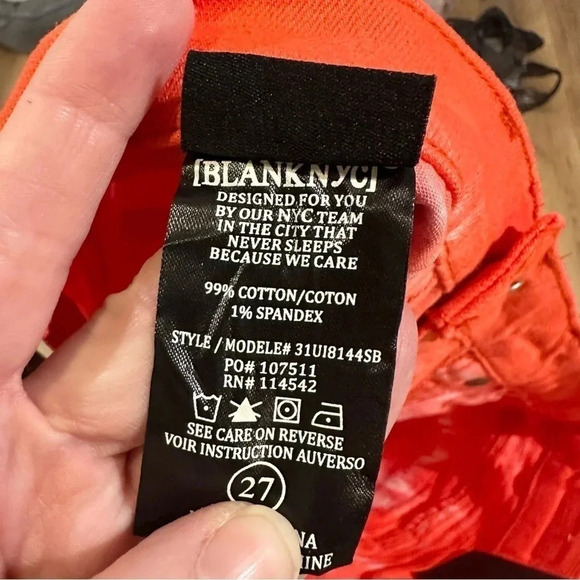 [BLANKNYC]
DESIGNED FOR YOU
BY OUR NYC TEAM
IN THE CITY THAT
NEVER SLEEPS
BECAUSE WE CARE
99% COTTON/COTON
1% SPANDEX
STYLE / MODELE# 31UI8144SB
PO# 107511
RN# 114542
SEE CARE ON REVERSE
VOIR INSTRUCTION AUVERSO
27